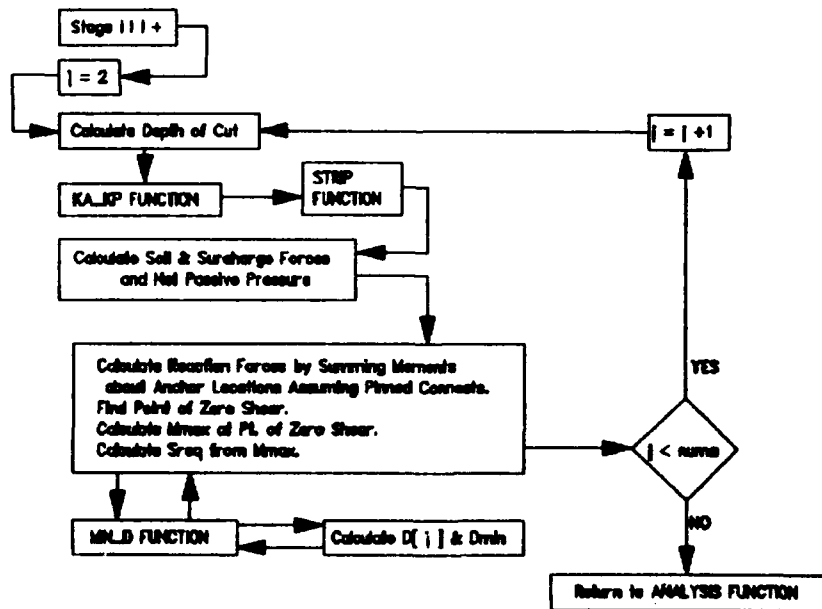 Stage III+
j = 2
Calculate Depth of Cut
j = j +1
KA_KP FUNCTION
STRIP
FUNCTION
Calculate Soil & Surcharge Forces
and Net Passive Pressure
Calculate Reaction Forces by Summing Moments
about Anchor Locations Assuming Pinned Connects.
Find Point of Zero Shear.
Calculate Mmax at Pt. of Zero Shear.
Calculate Sreq from Mmax.
YES
j < numa
NO
MN_D FUNCTION
Calculate D[ j ] & Dmin
Return to ANALYSIS FUNCTION